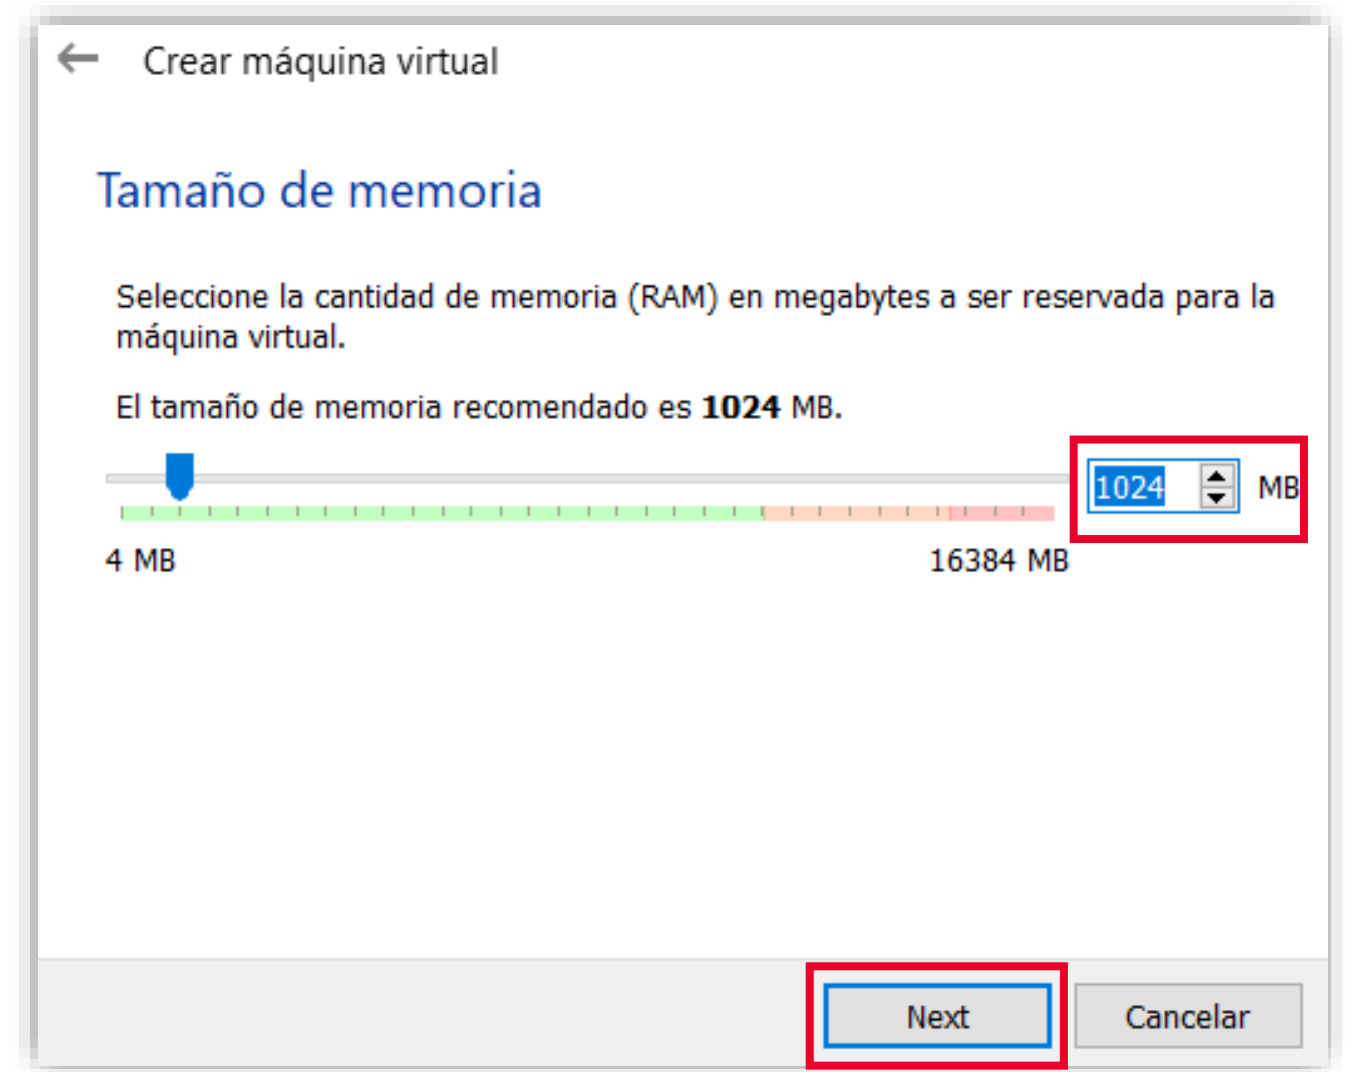 Crear máquina virtual
Tamaño de memoria
Seleccione la cantidad de memoria (RAM) en megabytes a ser reservada para la
máquina virtual.
El tamaño de memoria recomendado es 1024 MB.
1024 MB
4 MB 16384 MB
Next Cancelar